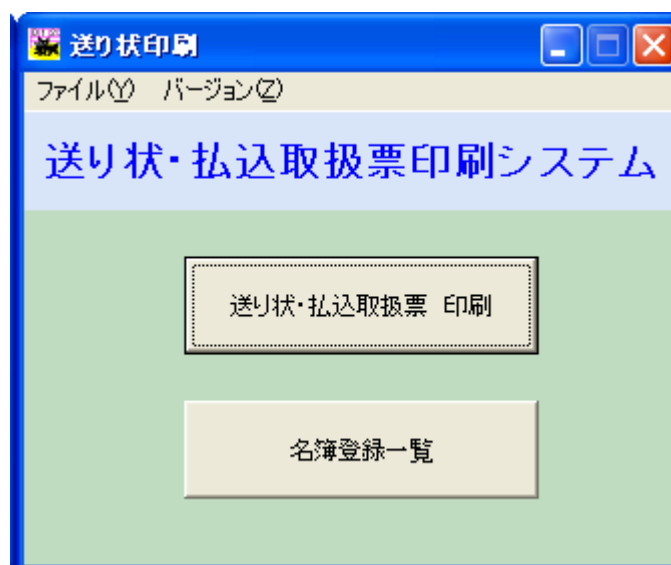 送り状印刷
ファイル(Y) バージョン(Z)
送り状・払込取扱票印刷システム
送り状・払込取扱票 印刷
名簿登録一覧